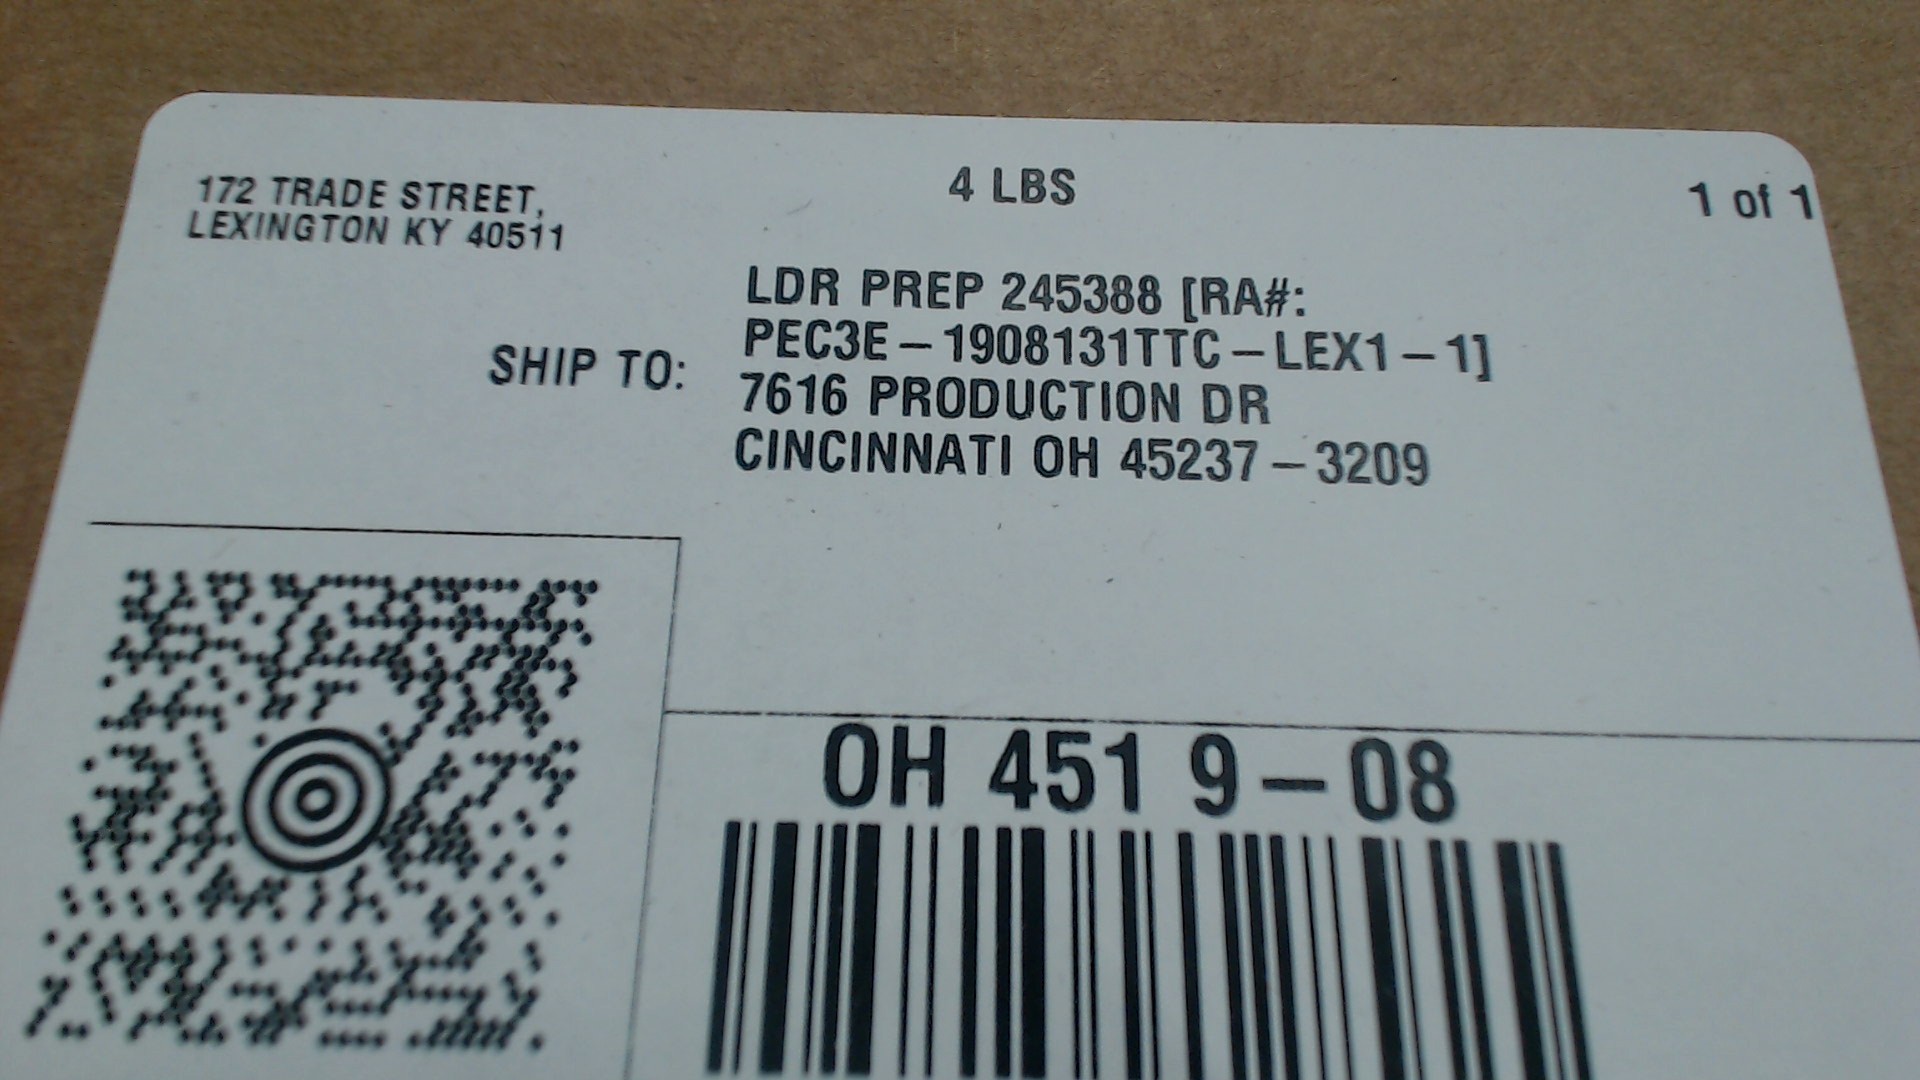 172 TRADE STREET,
LEXINGTON KY 40511
4 LBS
1 of 1
SHIP TO:
LDR PREP 245388 [RA#:
PEC3E-1908131TTC-LEX1-1]
7616 PRODUCTION DR
CINCINNATI OH 45237-3209
OH 451 9-08